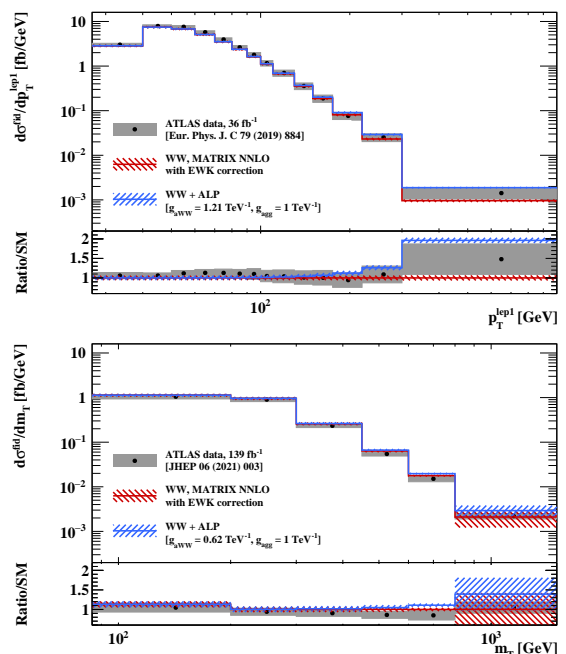 dσ^fid/dp_T^lep1 [fb/GeV]
10
1
10⁻¹
10⁻²
10⁻³
ATLAS data, 36 fb⁻¹
[Eur. Phys. J. C 79 (2019) 884]
WW, MATRIX NNLO
with EWK correction
WW + ALP
[g_aWW = 1.21 TeV⁻¹, g_agg = 1 TeV⁻¹]
Ratio/SM
2
1.5
1
10²
p_T^lep1 [GeV]
dσ^fid/dm_T [fb/GeV]
10²
10
1
10⁻¹
10⁻²
10⁻³
ATLAS data, 139 fb⁻¹
[JHEP 06 (2021) 003]
WW, MATRIX NNLO
with EWK correction
WW + ALP
[g_aWW = 0.62 TeV⁻¹, g_agg = 1 TeV⁻¹]
Ratio/SM
2
1.5
1
10²
10³
m_T [GeV]